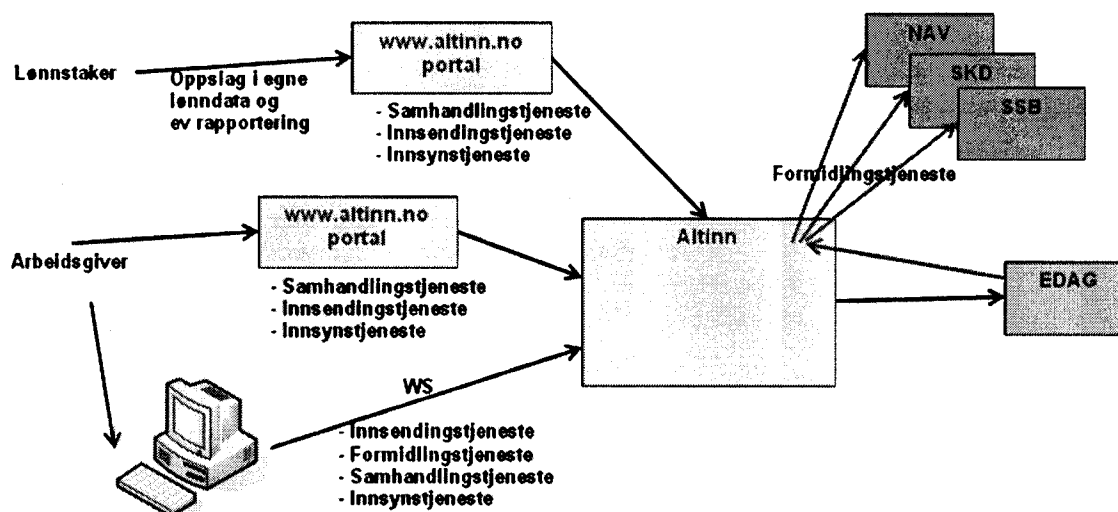 Lønnstaker
Oppslag i egne
lønndata og
ev rapportering
www.altinn.no
portal
- Samhandlingstjeneste
- Innsendingstjeneste
- Innsynstjeneste
NAV
SKD
SSB
Formidlingstjeneste
Arbeidsgiver
www.altinn.no
portal
- Samhandlingstjeneste
- Innsendingstjeneste
- Innsynstjeneste
Altinn
EDAG
WS
- Innsendingstjeneste
- Formidlingstjeneste
- Samhandlingstjeneste
- Innsynstjeneste